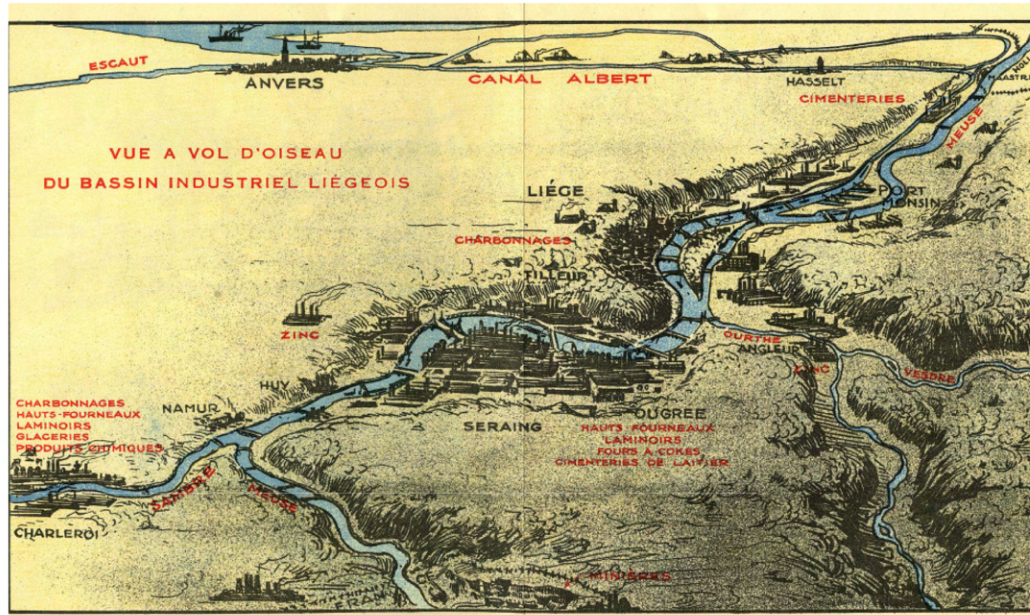 ESCAUT
ANVERS
CANAL ALBERT
HASSELT
CIMENTERIES
MEUSE
VUE A VOL D'OISEAU
DU BASSIN INDUSTRIEL LIÉGEOIS
LIÉGE
PORT
MONSIN
CHARBONNAGES
TILLEUR
ZINC
OURTHE
ANGLEUR
ZINC
VESDRE
HUY
NAMUR
CHARBONNAGES
HAUTS-FOURNEAUX
LAMINOIRS
GLACERIES
PRODUITS CHIMIQUES
SERAING
OUGREE
HAUTS FOURNEAUX
LAMINOIRS
FOURS A COKES
CIMENTERIES DE LAITIER
SAMBRE
MEUSE
CHARLEROI
MINIÈRES